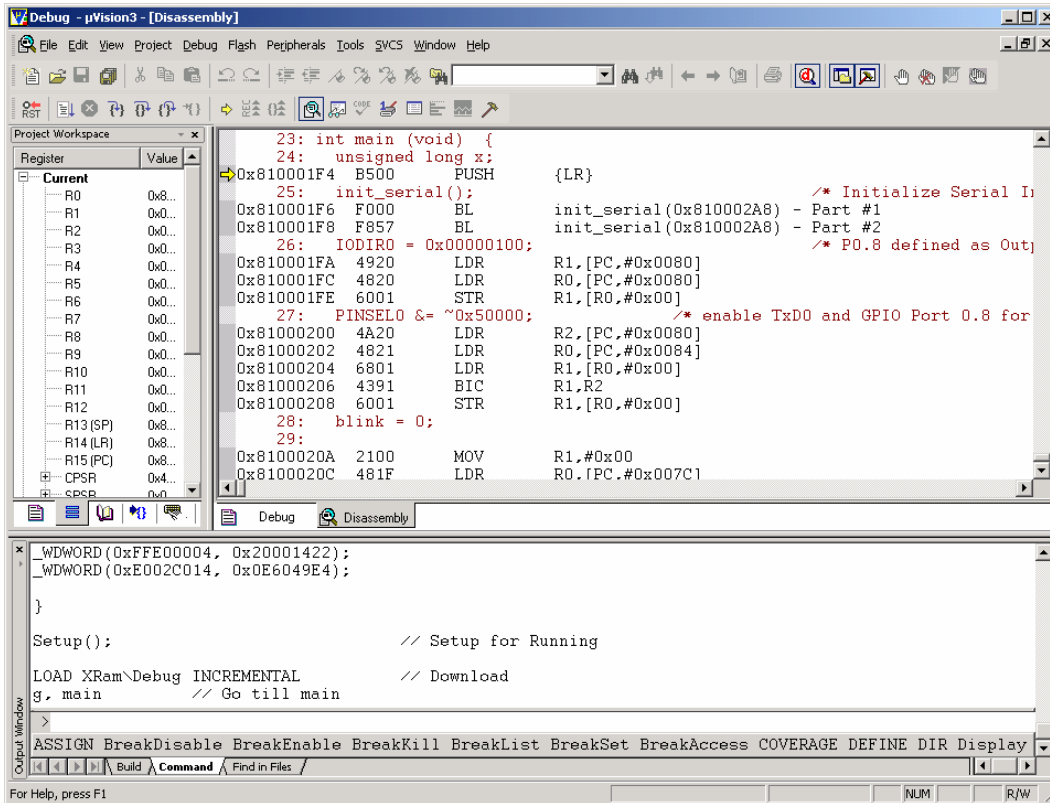 Debug - µVision3 - [Disassembly]
File Edit View Project Debug Flash Peripherals Tools SVCS Window Help
RST
CODE
Project Workspace
Register Value
Current
R0 0x8...
R1 0x0...
R2 0x0...
R3 0x0...
R4 0x0...
R5 0x0...
R6 0x0...
R7 0x0...
R8 0x0...
R9 0x0...
R10 0x0...
R11 0x0...
R12 0x0...
R13 (SP) 0x8...
R14 (LR) 0x8...
R15 (PC) 0x8...
CPSR 0x4...
SPSR 0x0...
23: int main (void) {
24: unsigned long x;
0x810001F4 B500 PUSH {LR}
25: init_serial(); /* Initialize Serial In
0x810001F6 F000 BL init_serial(0x810002A8) - Part #1
0x810001F8 F857 BL init_serial(0x810002A8) - Part #2
26: IODIR0 = 0x00000100; /* P0.8 defined as Outp
0x810001FA 4920 LDR R1,[PC,#0x0080]
0x810001FC 4820 LDR R0,[PC,#0x0080]
0x810001FE 6001 STR R1,[R0,#0x00]
27: PINSEL0 &= ~0x50000; /* enable TxD0 and GPIO Port 0.8 for
0x81000200 4A20 LDR R2,[PC,#0x0080]
0x81000202 4821 LDR R0,[PC,#0x0084]
0x81000204 6801 LDR R1,[R0,#0x00]
0x81000206 4391 BIC R1,R2
0x81000208 6001 STR R1,[R0,#0x00]
28: blink = 0;
29:
0x8100020A 2100 MOV R1,#0x00
0x8100020C 481F LDR R0,[PC,#0x007C]
Debug Disassembly
_WDWORD(0xFFE00004, 0x20001422);
_WDWORD(0xE002C014, 0x0E6049E4);
}
Setup(); // Setup for Running
LOAD XRam\Debug INCREMENTAL // Download
g, main // Go till main
>
ASSIGN BreakDisable BreakEnable BreakKill BreakList BreakSet BreakAccess COVERAGE DEFINE DIR Display
Output Window
Build Command Find in Files
For Help, press F1 NUM R/W